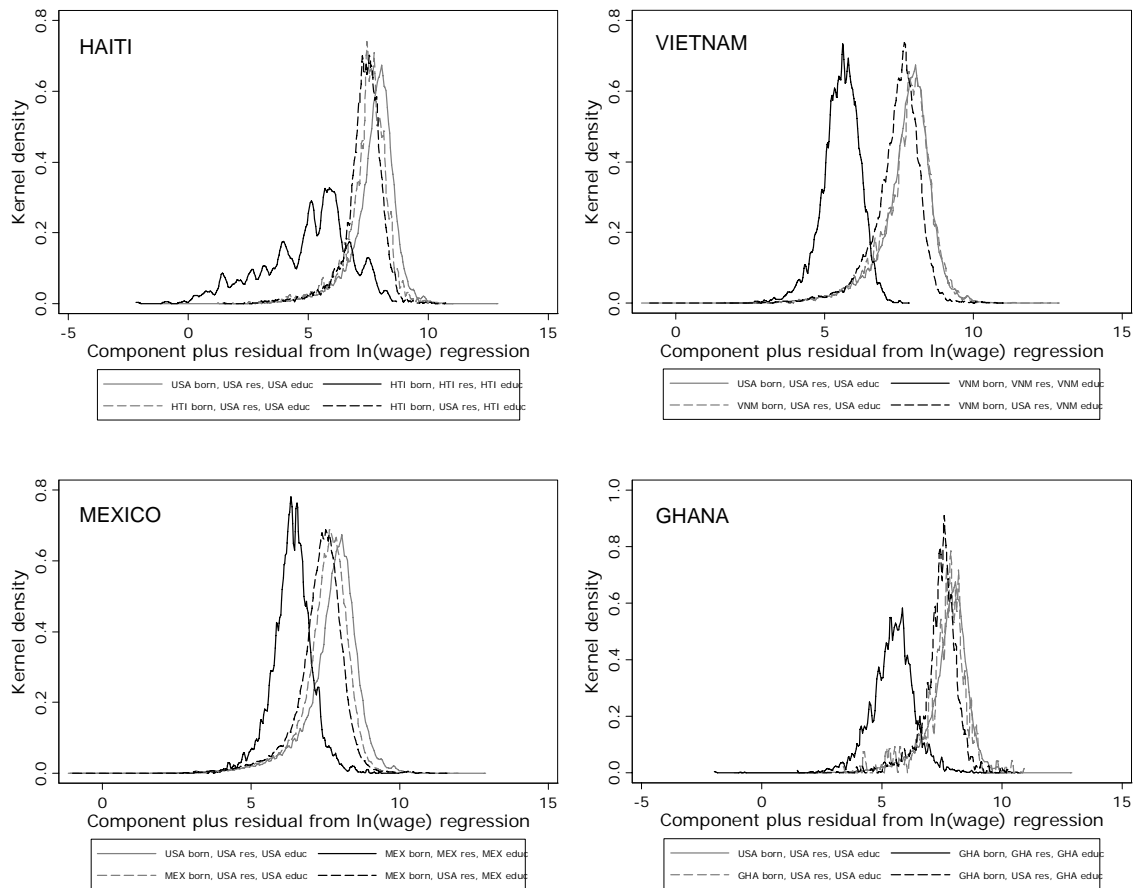 HAITI
Kernel density
0.0 0.2 0.4 0.6 0.8
-5 0 5 10 15
Component plus residual from ln(wage) regression
USA born, USA res, USA educ HTI born, HTI res, HTI educ
HTI born, USA res, USA educ HTI born, USA res, HTI educ
VIETNAM
Kernel density
0.0 0.2 0.4 0.6 0.8
0 5 10 15
Component plus residual from ln(wage) regression
USA born, USA res, USA educ VNM born, VNM res, VNM educ
VNM born, USA res, USA educ VNM born, USA res, VNM educ
MEXICO
Kernel density
0.0 0.2 0.4 0.6 0.8
0 5 10 15
Component plus residual from ln(wage) regression
USA born, USA res, USA educ MEX born, MEX res, MEX educ
MEX born, USA res, USA educ MEX born, USA res, MEX educ
GHANA
Kernel density
0.0 0.2 0.4 0.6 0.8 1.0
-5 0 5 10 15
Component plus residual from ln(wage) regression
USA born, USA res, USA educ GHA born, GHA res, GHA educ
GHA born, USA res, USA educ GHA born, USA res, GHA educ